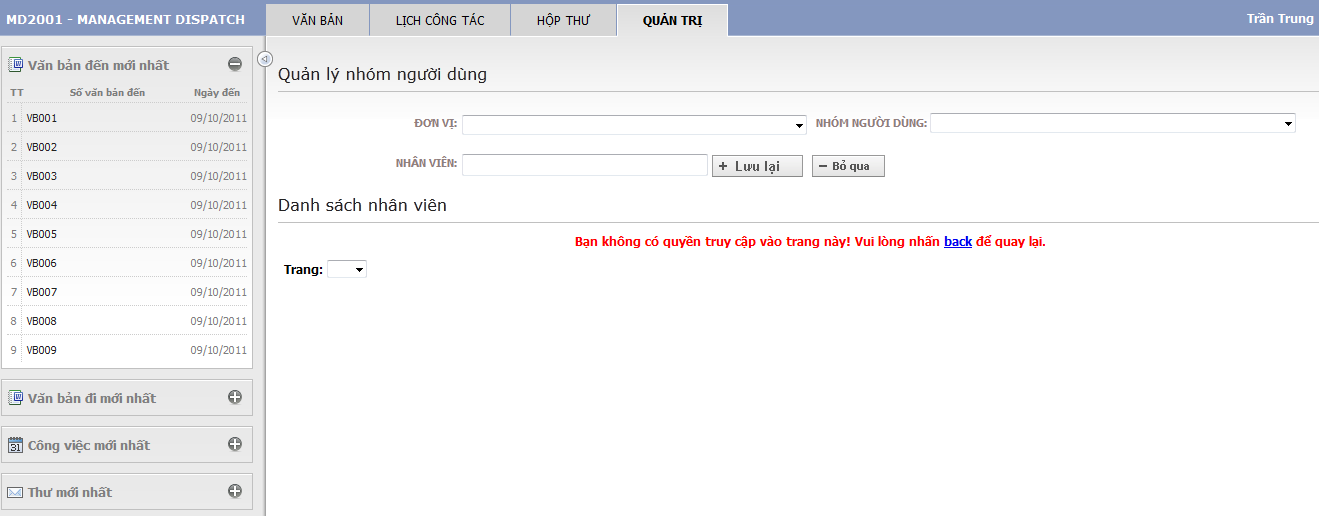 MD2001 - MANAGEMENT DISPATCH
VĂN BẢN
LỊCH CÔNG TÁC
HỘP THƯ
QUẢN TRỊ
Trần Trung
Văn bản đến mới nhất
TT Số văn bản đến Ngày đến
1 VB001 09/10/2011
2 VB002 09/10/2011
3 VB003 09/10/2011
4 VB004 09/10/2011
5 VB005 09/10/2011
6 VB006 09/10/2011
7 VB007 09/10/2011
8 VB008 09/10/2011
9 VB009 09/10/2011
Văn bản đi mới nhất
31 Công việc mới nhất
Thư mới nhất
Quản lý nhóm người dùng
ĐƠN VỊ: NHÓM NGƯỜI DÙNG:
NHÂN VIÊN: + Lưu lại − Bỏ qua
Danh sách nhân viên
Bạn không có quyền truy cập vào trang này! Vui lòng nhấn back để quay lại.
Trang: